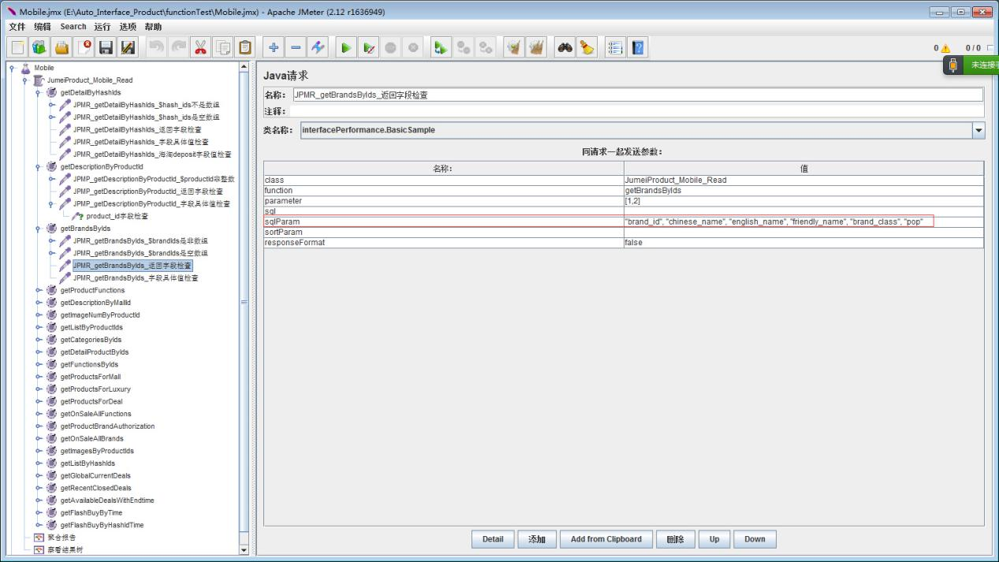 Mobile.jmx (E:\Auto_Interface_Product\functionTest\Mobile.jmx) - Apache JMeter (2.12 r1636949)
文件 编辑 Search 运行 选项 帮助
0 0 / 0
未连接
Mobile
JumeiProduct_Mobile_Read
getDetailByHashIds
JPMR_getDetailByHashIds_$hash_ids不是数组
JPMR_getDetailByHashIds_$hash_ids是空数组
JPMR_getDetailByHashIds_返回字段检查
JPMR_getDetailByHashIds_字段具体值检查
JPMR_getDetailByHashIds_海淘deposit字段值检查
getDescriptionByProductId
JPMP_getDescriptionByProductId_$productId非整数
JPMP_getDescriptionByProductId_返回字段检查
JPMP_getDescriptionByProductId_字段具体值检查
product_id字段检查
getBrandsByIds
JPMR_getBrandsByIds_$brandIds是非数组
JPMR_getBrandsByIds_$brandIds是空数组
JPMR_getBrandsByIds_返回字段检查
JPMR_getBrandsByIds_字段具体值检查
getProductFunctions
getDescriptionByMallId
getImageNumByProductId
getListByProductIds
getCategoriesByIds
getDetailProductByIds
getFunctionsByIds
getProductsForMall
getProductsForLuxury
getProductsForDeal
getOnSaleAllFunctions
getProductBrandAuthorization
getOnSaleAllBrands
getImagesByProductIds
getListByHashIds
getGlobalCurrentDeals
getRecentClosedDeals
getAvailableDealsWithEndtime
getFlashBuyByTime
getFlashBuyByHashIdTime
聚合报告
察看结果树
Java请求
名称: JPMR_getBrandsByIds_返回字段检查
注释:
类名称: interfacePerformance.BasicSample
同请求一起发送参数:
名称: 值
class JumeiProduct_Mobile_Read
function getBrandsByIds
parameter [1,2]
sql
sqlParam "brand_id", "chinese_name", "english_name", "friendly_name", "brand_class", "pop"
sortParam
responseFormat false
Detail 添加 Add from Clipboard 删除 Up Down